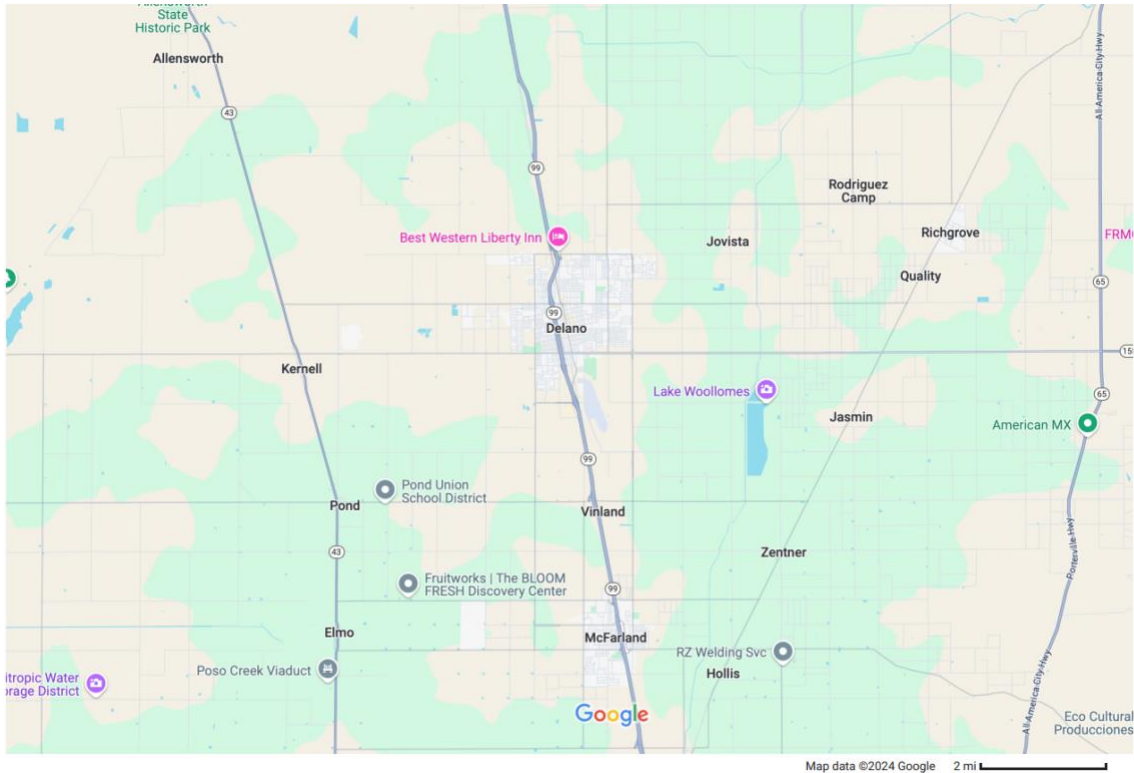 Allensworth
State
Historic Park
Allensworth
43
99
All America City Hwy
Rodriguez
Camp
Best Western Liberty Inn
Jovista
Richgrove
FRM
Quality
65
99
Delano
155
Kernell
Lake Woollomes
65
Jasmin
American MX
99
Pond Union
School District
Pond
Vinland
43
Zentner
Porterville Hwy
Fruitworks | The BLOOM
FRESH Discovery Center
99
Elmo
McFarland
RZ Welding Svc
Poso Creek Viaduct
Hollis
itropic Water
orage District
All America City Hwy
Google
Eco Cultural
Producciones
Map data ©2024 Google 2 mi